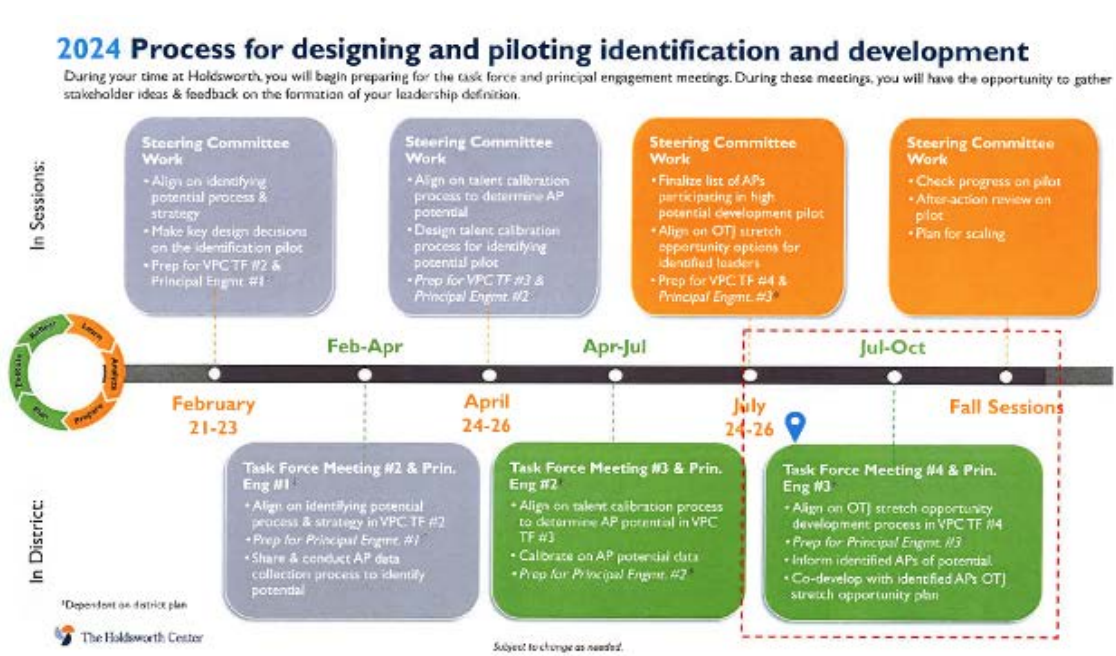 2024 Process for designing and piloting identification and development
During your time at Holdsworth, you will begin preparing for the task force and principal engagement meetings. During these meetings, you will have the opportunity to gather
stakeholder ideas & feedback on the formation of your leadership definition.
In Sessions:
Steering Committee
Work
• Align on identifying
potential process &
strategy
• Make key design decisions
on the identification pilot
• Prep for VPC TF #2 &
Principal Engmt. #1
Steering Committee
Work
• Align on talent calibration
process to determine AP
potential
• Design talent calibration
process for identifying
potential pilot
• Prep for VPC TF #3 &
Principal Engmt. #2
Steering Committee
Work
• Finalize list of APs
participating in high
potential development pilot
• Align on OTJ stretch
opportunity options for
identified leaders
• Prep for VPC TF #4 &
Principal Engmt. #3*
Steering Committee
Work
• Check progress on pilot
• After-action review on
pilot
• Plan for scaling
Learn
Analyze
Prepare
Plan
Reflect
Feb-Apr
Apr-Jul
Jul-Oct
February
21-23
April
24-26
July
24-26
Fall Sessions
In District:
Task Force Meeting #2 & Prin.
Eng #1
• Align on identifying potential
process & strategy in VPC TF #2
• Prep for Principal Engmt. #1
• Share & conduct AP data
collection process to identify
potential
Task Force Meeting #3 & Prin.
Eng #2*
• Align on talent calibration process
to determine AP potential in VPC
TF #3
• Calibrate on AP potential data
• Prep for Principal Engmt. #2*
Task Force Meeting #4 & Prin.
Eng #3
• Align on OTJ stretch opportunity
development process in VPC TF #4
• Prep for Principal Engmt. #3
• Inform identified APs of potential
• Co-develop with identified APs OTJ
stretch opportunity plan
*Dependent on district plan
The Holdsworth Center
Subject to change as needed.